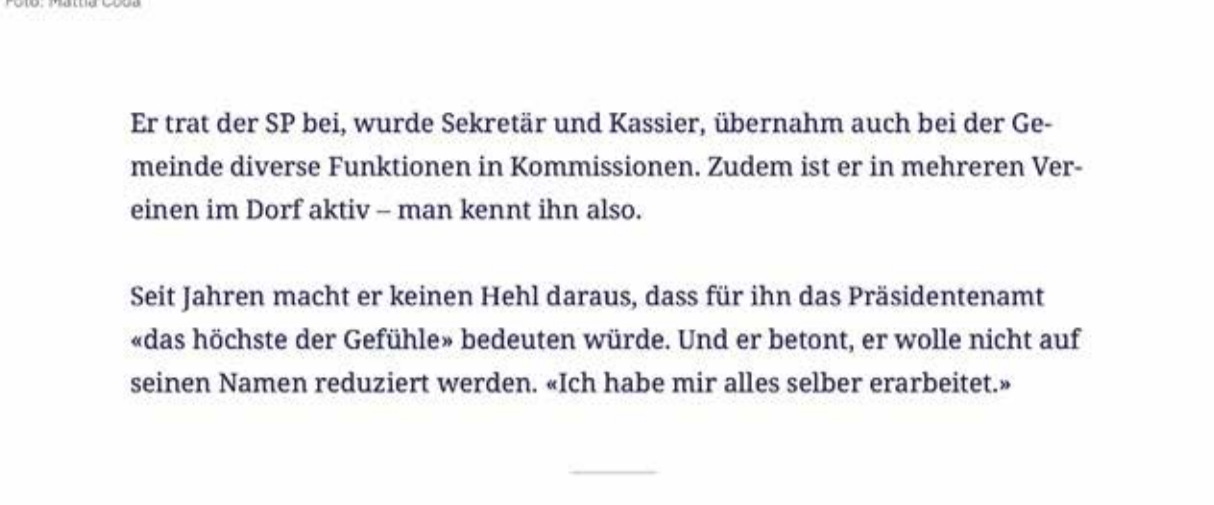 Foto: Mattia Coda
Er trat der SP bei, wurde Sekretär und Kassier, übernahm auch bei der Ge-
meinde diverse Funktionen in Kommissionen. Zudem ist er in mehreren Ver-
einen im Dorf aktiv – man kennt ihn also.
Seit Jahren macht er keinen Hehl daraus, dass für ihn das Präsidentenamt
«das höchste der Gefühle» bedeuten würde. Und er betont, er wolle nicht auf
seinen Namen reduziert werden. «Ich habe mir alles selber erarbeitet.»